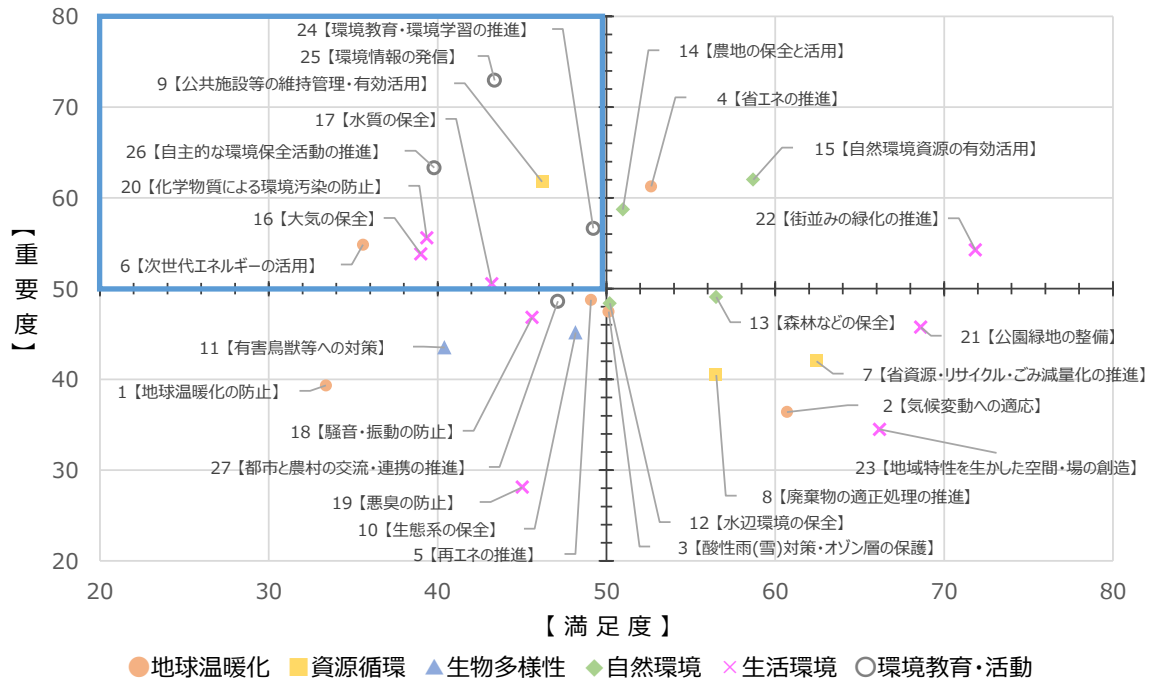 80
70
60
50
40
30
20
【重要度】
24【環境教育・環境学習の推進】
25【環境情報の発信】
9【公共施設等の維持管理・有効活用】
17【水質の保全】
26【自主的な環境保全活動の推進】
20【化学物質による環境汚染の防止】
16【大気の保全】
6【次世代エネルギーの活用】
14【農地の保全と活用】
4【省エネの推進】
15【自然環境資源の有効活用】
22【街並みの緑化の推進】
11【有害鳥獣等への対策】
1【地球温暖化の防止】
18【騒音・振動の防止】
27【都市と農村の交流・連携の推進】
19【悪臭の防止】
10【生態系の保全】
5【再エネの推進】
13【森林などの保全】
21【公園緑地の整備】
7【省資源・リサイクル・ごみ減量化の推進】
2【気候変動への適応】
23【地域特性を生かした空間・場の創造】
8【廃棄物の適正処理の推進】
12【水辺環境の保全】
3【酸性雨(雪)対策・オゾン層の保護】
20 30 40 50 60 70 80
【満足度】
地球温暖化 資源循環 生物多様性 自然環境 生活環境 環境教育・活動